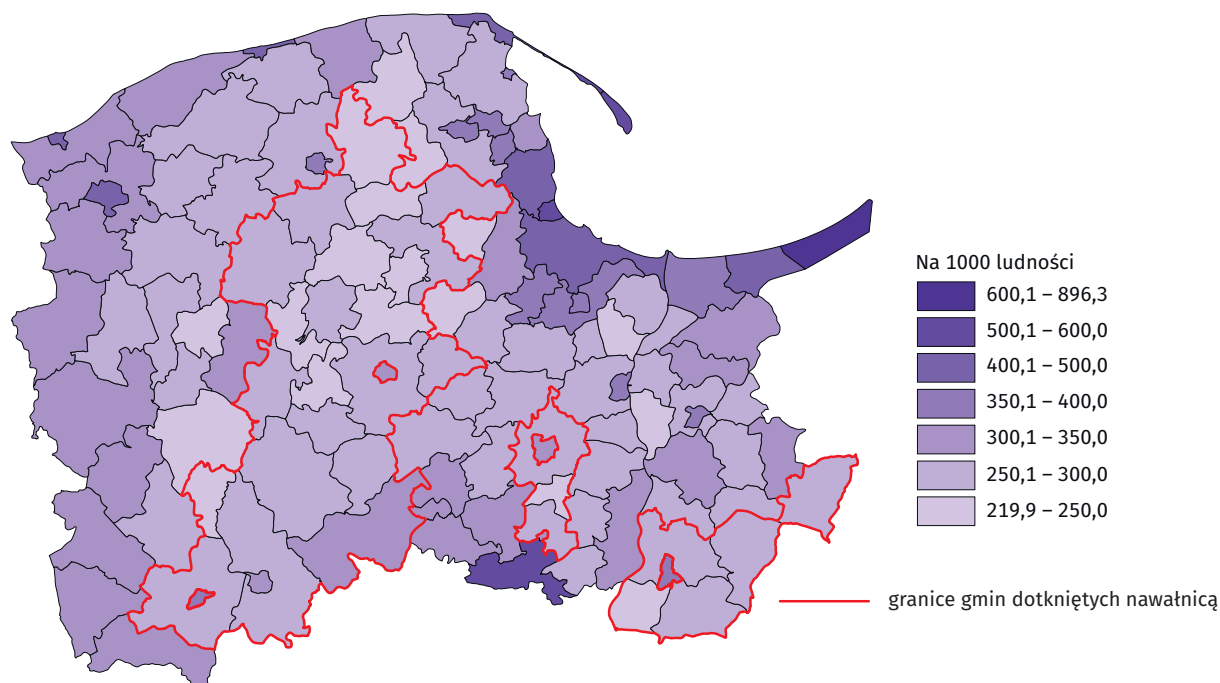 Na 1000 ludności
600,1 – 896,3
500,1 – 600,0
400,1 – 500,0
350,1 – 400,0
300,1 – 350,0
250,1 – 300,0
219,9 – 250,0
granice gmin dotkniętych nawałnicą